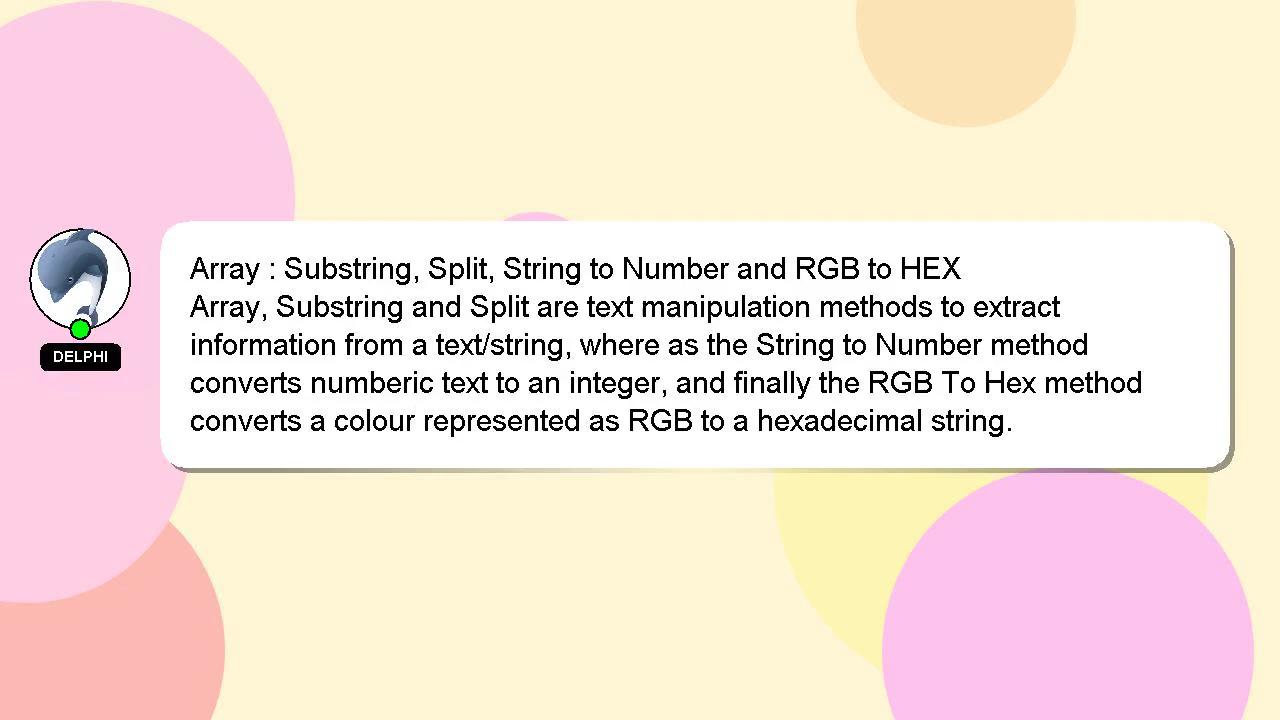 Array : Substring, Split, String to Number and RGB to HEX
Array, Substring and Split are text manipulation methods to extract
information from a text/string, where as the String to Number method
converts numberic text to an integer, and finally the RGB To Hex method
converts a colour represented as RGB to a hexadecimal string.
DELPHI